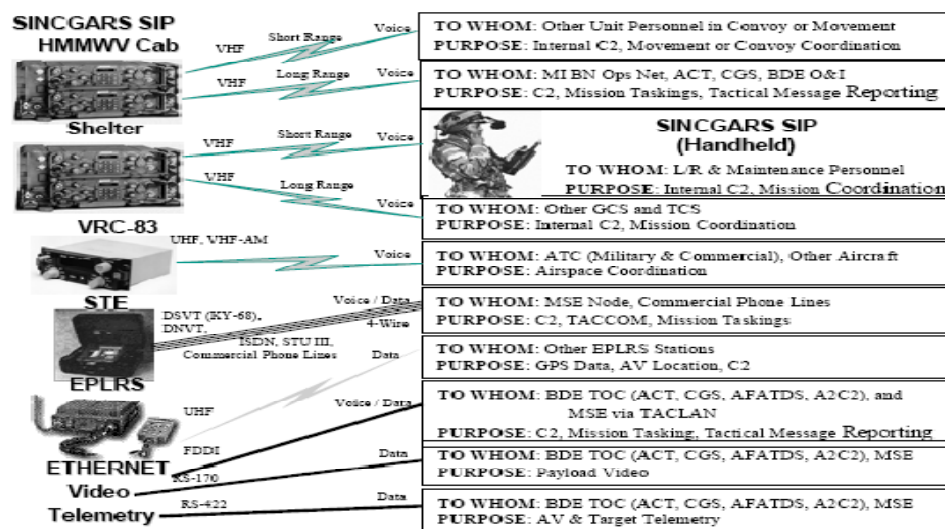 SINCGARS SIP
HMMWV Cab
VHF
Short Range
Voice
TO WHOM: Other Unit Personnel in Convoy or Movement
PURPOSE: Internal C2, Movement or Convoy Coordination
VHF
Long Range
Voice
TO WHOM: MI BN Ops Net, ACT, CGS, BDE O&I
PURPOSE: C2, Mission Taskings, Tactical Message Reporting
Shelter
VHF
Short Range
Voice
SINCGARS SIP
(Handheld)
TO WHOM: L/R & Maintenance Personnel
PURPOSE: Internal C2, Mission Coordination
VHF
Long Range
Voice
TO WHOM: Other GCS and TCS
PURPOSE: Internal C2, Mission Coordination
VRC-83
UHF, VHF-AM
Voice
TO WHOM: ATC (Military & Commercial), Other Aircraft
PURPOSE: Airspace Coordination
STE
DSVT (KY-68),
DNVT,
ISDN, STU III,
Commercial Phone Lines
Voice / Data
4-Wire
TO WHOM: MSE Node, Commercial Phone Lines
PURPOSE: C2, TACCOM, Mission Taskings
EPLRS
UHF
Data
TO WHOM: Other EPLRS Stations
PURPOSE: GPS Data, AV Location, C2
ETHERNET
FDDI
Voice / Data
TO WHOM: BDE TOC (ACT, CGS, AFATDS, A2C2), and
MSE via TACLAN
PURPOSE: C2, Mission Tasking, Tactical Message Reporting
Video
RS-170
Data
TO WHOM: BDE TOC (ACT, CGS, AFATDS, A2C2), MSE
PURPOSE: Payload Video
Telemetry
RS-422
Data
TO WHOM: BDE TOC (ACT, CGS, AFATDS, A2C2), MSE
PURPOSE: AV & Target Telemetry